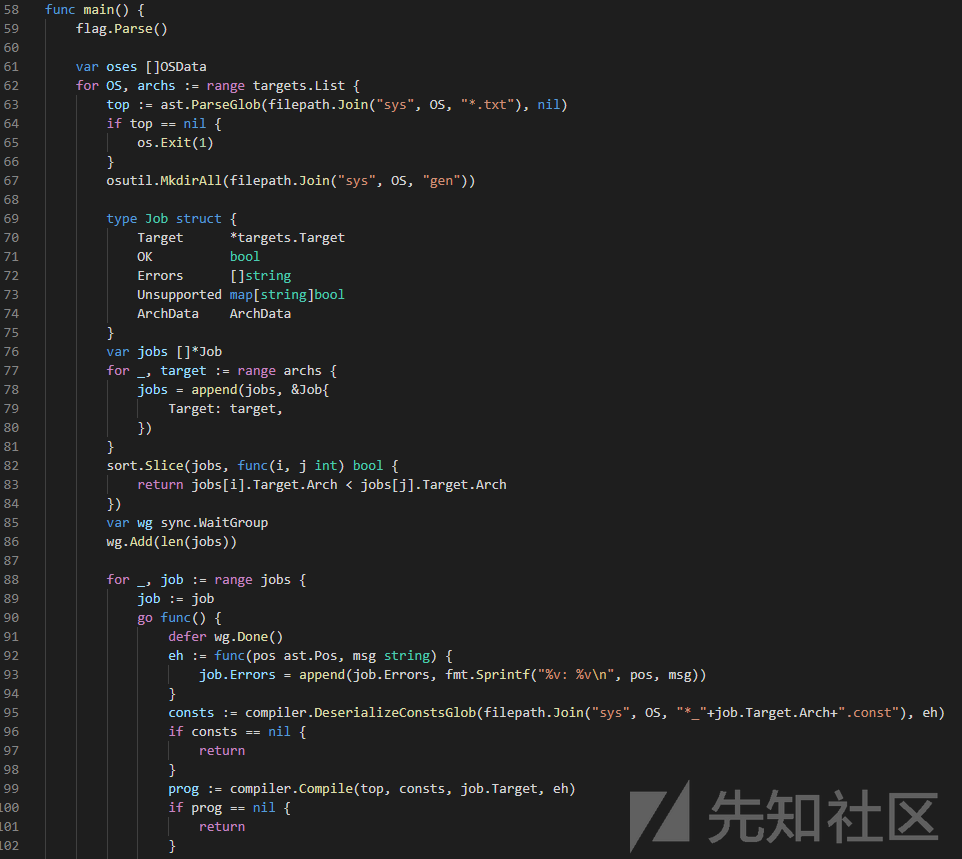 58 func main() {
59 flag.Parse()
60
61 var oses []OSData
62 for OS, archs := range targets.List {
63 top := ast.ParseGlob(filepath.Join("sys", OS, "*.txt"), nil)
64 if top == nil {
65 os.Exit(1)
66 }
67 osutil.MkdirAll(filepath.Join("sys", OS, "gen"))
68
69 type Job struct {
70 Target *targets.Target
71 OK bool
72 Errors []string
73 Unsupported map[string]bool
74 ArchData ArchData
75 }
76 var jobs []*Job
77 for _, target := range archs {
78 jobs = append(jobs, &Job{
79 Target: target,
80 })
81 }
82 sort.Slice(jobs, func(i, j int) bool {
83 return jobs[i].Target.Arch < jobs[j].Target.Arch
84 })
85 var wg sync.WaitGroup
86 wg.Add(len(jobs))
87
88 for _, job := range jobs {
89 job := job
90 go func() {
91 defer wg.Done()
92 eh := func(pos ast.Pos, msg string) {
93 job.Errors = append(job.Errors, fmt.Sprintf("%v: %v\n", pos, msg))
94 }
95 consts := compiler.DeserializeConstsGlob(filepath.Join("sys", OS, "*_"+job.Target.Arch+".const"), eh)
96 if consts == nil {
97 return
98 }
99 prog := compiler.Compile(top, consts, job.Target, eh)
100 if prog == nil {
101 return
102 }
先知社区